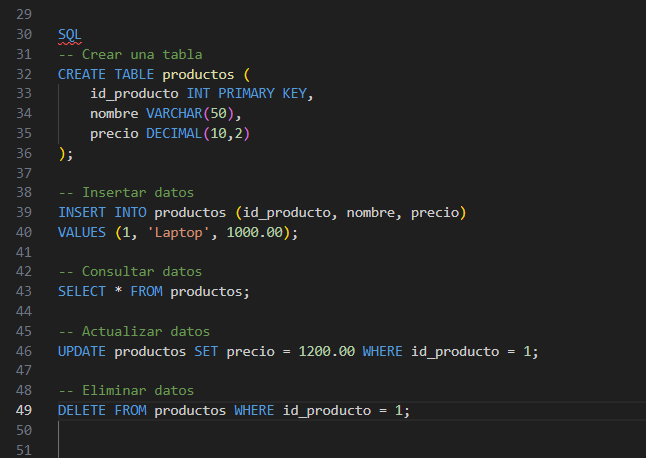 29
30 SQL
31 -- Crear una tabla
32 CREATE TABLE productos (
33     id_producto INT PRIMARY KEY,
34     nombre VARCHAR(50),
35     precio DECIMAL(10,2)
36 );
37
38 -- Insertar datos
39 INSERT INTO productos (id_producto, nombre, precio)
40 VALUES (1, 'Laptop', 1000.00);
41
42 -- Consultar datos
43 SELECT * FROM productos;
44
45 -- Actualizar datos
46 UPDATE productos SET precio = 1200.00 WHERE id_producto = 1;
47
48 -- Eliminar datos
49 DELETE FROM productos WHERE id_producto = 1;
50
51